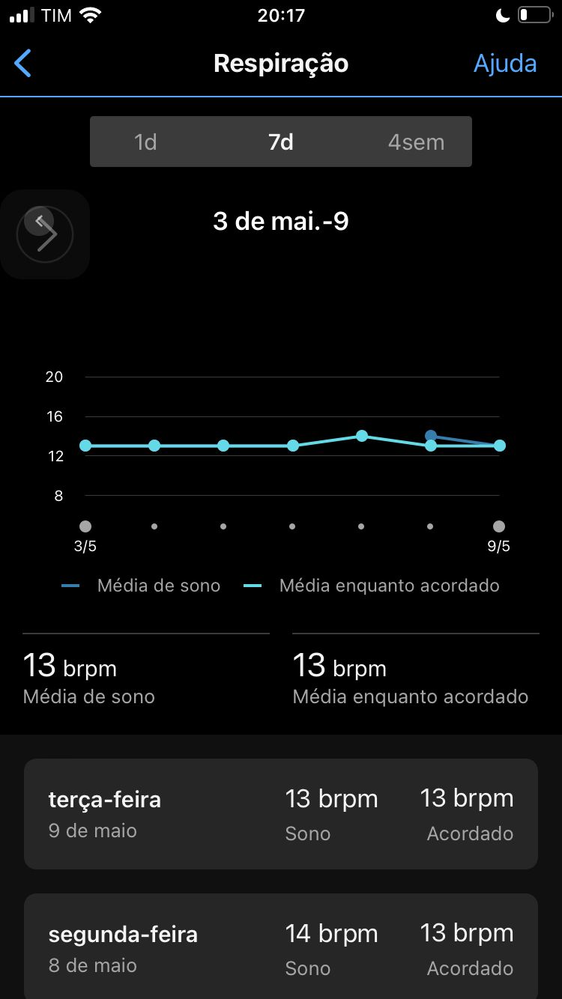 TIM 20:17
Respiração Ajuda
1d 7d 4sem
3 de mai.-9
20
16
12
8
3/5 9/5
Média de sono Média enquanto acordado
13 brpm 13 brpm
Média de sono Média enquanto acordado
terça-feira 13 brpm 13 brpm
9 de maio Sono Acordado
segunda-feira 14 brpm 13 brpm
8 de maio Sono Acordado